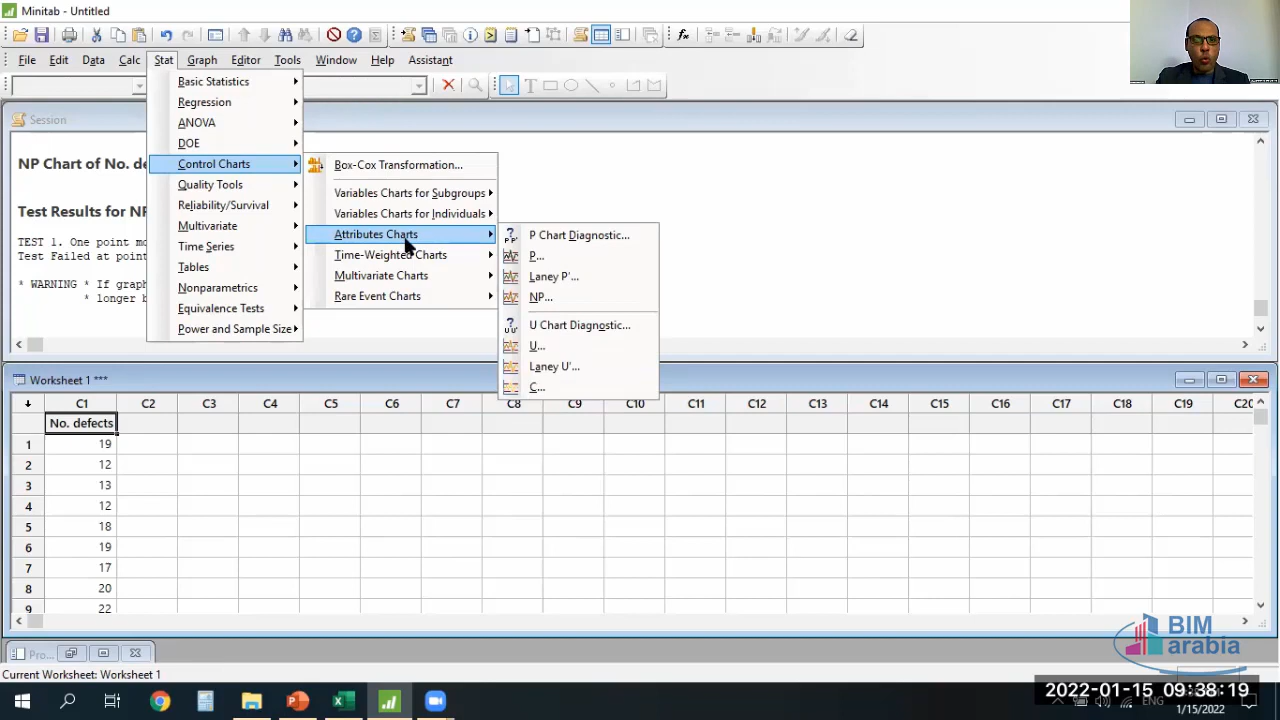 Minitab - Untitled
File Edit Data Calc Stat Graph Editor Tools Window Help Assistant
Session
NP Chart of No. de
Test Results for NP
TEST 1. One point mo
Test Failed at point
* WARNING * If graph
* longer b
Basic Statistics
Regression
ANOVA
DOE
Control Charts
Quality Tools
Reliability/Survival
Multivariate
Time Series
Tables
Nonparametrics
Equivalence Tests
Power and Sample Size
Box-Cox Transformation...
Variables Charts for Subgroups
Variables Charts for Individuals
Attributes Charts
Time-Weighted Charts
Multivariate Charts
Rare Event Charts
P Chart Diagnostic...
P...
Laney P'...
NP...
U Chart Diagnostic...
U...
Laney U'...
C...
Worksheet 1 ***
C1 C2 C3 C4 C5 C6 C7 C8 C9 C10 C11 C12 C13 C14 C15 C16 C17 C18 C19 C20
No. defects
1 19
2 12
3 13
4 12
5 18
6 19
7 17
8 20
9 22
BIM
arabia
Pro...
Current Worksheet: Worksheet 1
2022-01-15 09:38:19
ENG
1/15/2022